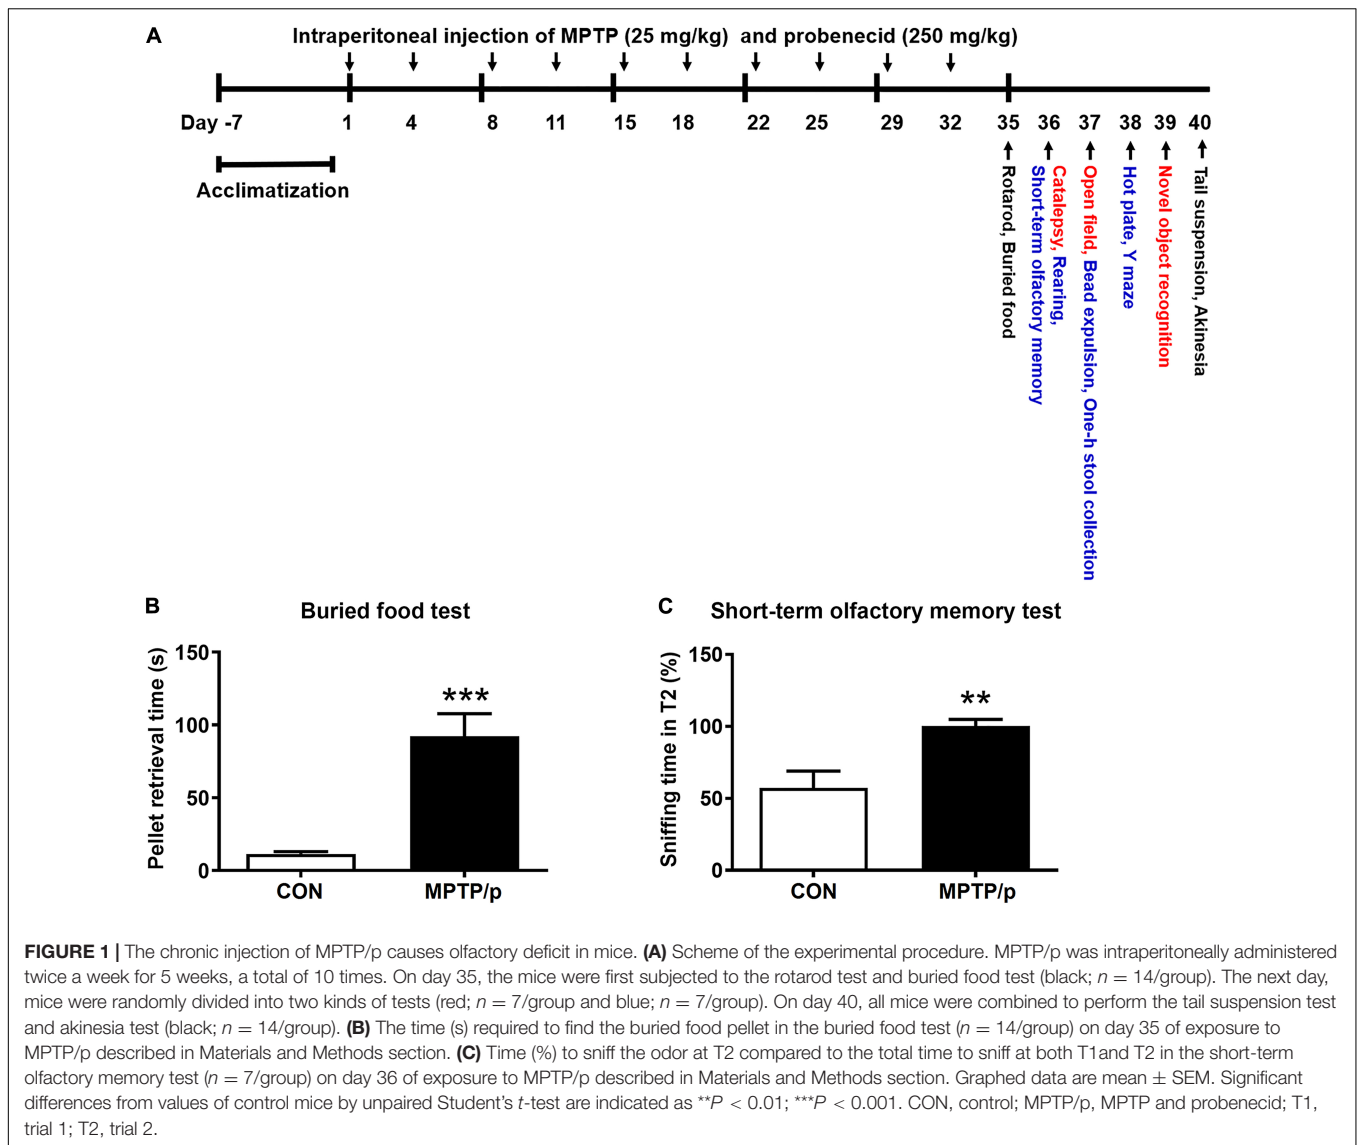 A
Intraperitoneal injection of MPTP (25 mg/kg) and probenecid (250 mg/kg)
Day -7 1 4 8 11 15 18 22 25 29 32 35 36 37 38 39 40
Acclimatization
Rotarod, Buried food
Catalepsy, Rearing,
Short-term olfactory memory
Open field, Bead expulsion, One-h stool collection
Hot plate, Y maze
Novel object recognition
Tail suspension, Akinesia
B
Buried food test
Pellet retrieval time (s)
150
100
50
0
***
CON MPTP/p
C
Short-term olfactory memory test
Sniffing time in T2 (%)
150
100
50
0
**
CON MPTP/p
FIGURE 1 | The chronic injection of MPTP/p causes olfactory deficit in mice. (A) Scheme of the experimental procedure. MPTP/p was intraperitoneally administered
twice a week for 5 weeks, a total of 10 times. On day 35, the mice were first subjected to the rotarod test and buried food test (black; n = 14/group). The next day,
mice were randomly divided into two kinds of tests (red; n = 7/group and blue; n = 7/group). On day 40, all mice were combined to perform the tail suspension test
and akinesia test (black; n = 14/group). (B) The time (s) required to find the buried food pellet in the buried food test (n = 14/group) on day 35 of exposure to
MPTP/p described in Materials and Methods section. (C) Time (%) to sniff the odor at T2 compared to the total time to sniff at both T1and T2 in the short-term
olfactory memory test (n = 7/group) on day 36 of exposure to MPTP/p described in Materials and Methods section. Graphed data are mean ± SEM. Significant
differences from values of control mice by unpaired Student's t-test are indicated as **P < 0.01; ***P < 0.001. CON, control; MPTP/p, MPTP and probenecid; T1,
trial 1; T2, trial 2.